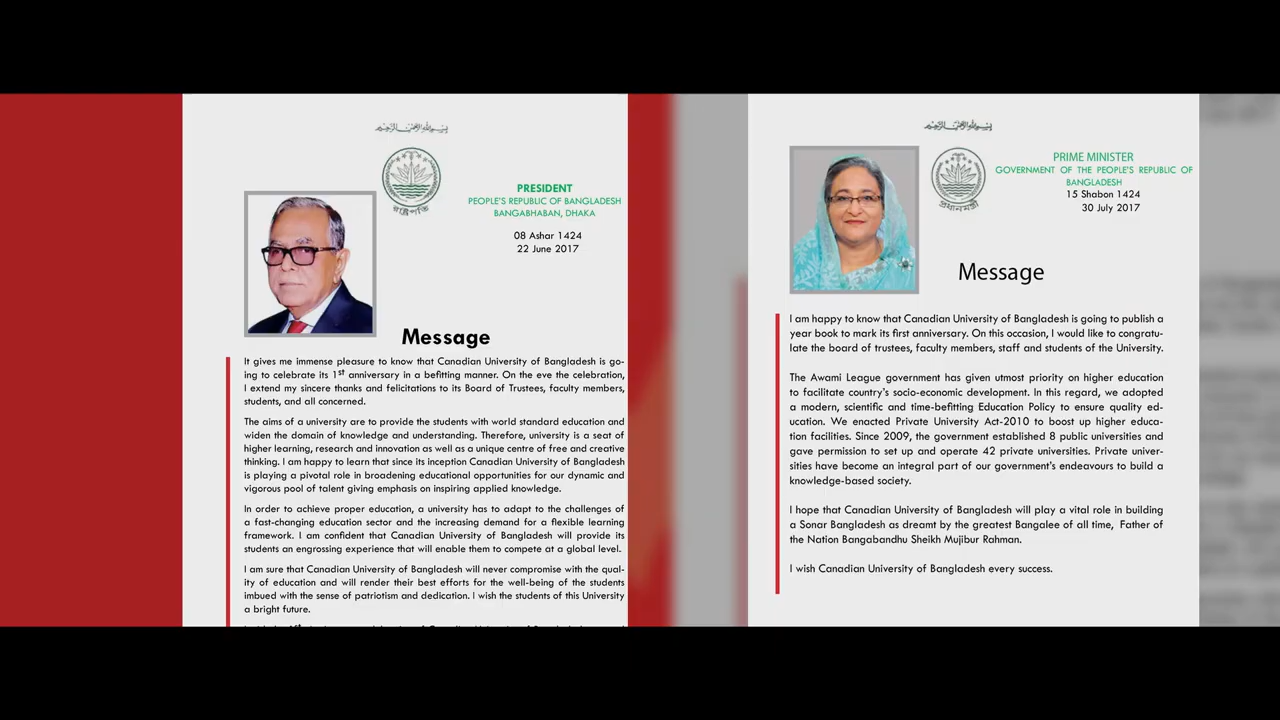 بسم الله الرحمن الرحيم
রাষ্ট্রপতি
PRESIDENT
PEOPLE'S REPUBLIC OF BANGLADESH
BANGABHABAN, DHAKA
08 Ashar 1424
22 June 2017
Message
It gives me immense pleasure to know that Canadian University of Bangladesh is go-
ing to celebrate its 1st anniversary in a befitting manner. On the eve the celebration,
I extend my sincere thanks and felicitations to its Board of Trustees, faculty members,
students, and all concerned.
The aims of a university are to provide the students with world standard education and
widen the domain of knowledge and understanding. Therefore, university is a seat of
higher learning, research and innovation as well as a unique centre of free and creative
thinking. I am happy to learn that since its inception Canadian University of Bangladesh
is playing a pivotal role in broadening educational opportunities for our dynamic and
vigorous pool of talent giving emphasis on inspiring applied knowledge.
In order to achieve proper education, a university has to adapt to the challenges of
a fast-changing education sector and the increasing demand for a flexible learning
framework. I am confident that Canadian University of Bangladesh will provide its
students an engrossing experience that will enable them to compete at a global level.
I am sure that Canadian University of Bangladesh will never compromise with the qual-
ity of education and will render their best efforts for the well-being of the students
imbued with the sense of patriotism and dedication. I wish the students of this University
a bright future.
بسم الله الرحمن الرحيم
প্রধানমন্ত্রী
PRIME MINISTER
GOVERNMENT OF THE PEOPLE'S REPUBLIC OF
BANGLADESH
15 Shabon 1424
30 July 2017
Message
I am happy to know that Canadian University of Bangladesh is going to publish a
year book to mark its first anniversary. On this occasion, I would like to congratu-
late the board of trustees, faculty members, staff and students of the University.
The Awami League government has given utmost priority on higher education
to facilitate country's socio-economic development. In this regard, we adopted
a modern, scientific and time-befitting Education Policy to ensure quality ed-
ucation. We enacted Private University Act-2010 to boost up higher educa-
tion facilities. Since 2009, the government established 8 public universities and
gave permission to set up and operate 42 private universities. Private univer-
sities have become an integral part of our government's endeavours to build a
knowledge-based society.
I hope that Canadian University of Bangladesh will play a vital role in building
a Sonar Bangladesh as dreamt by the greatest Bangalee of all time, Father of
the Nation Bangabandhu Sheikh Mujibur Rahman.
I wish Canadian University of Bangladesh every success.